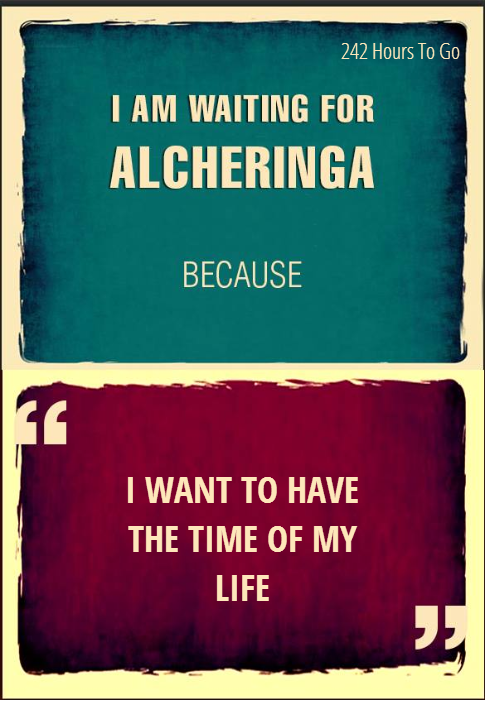 242 Hours To Go
I AM WAITING FOR
ALCHERINGA
BECAUSE
“
I WANT TO HAVE
THE TIME OF MY
LIFE
”